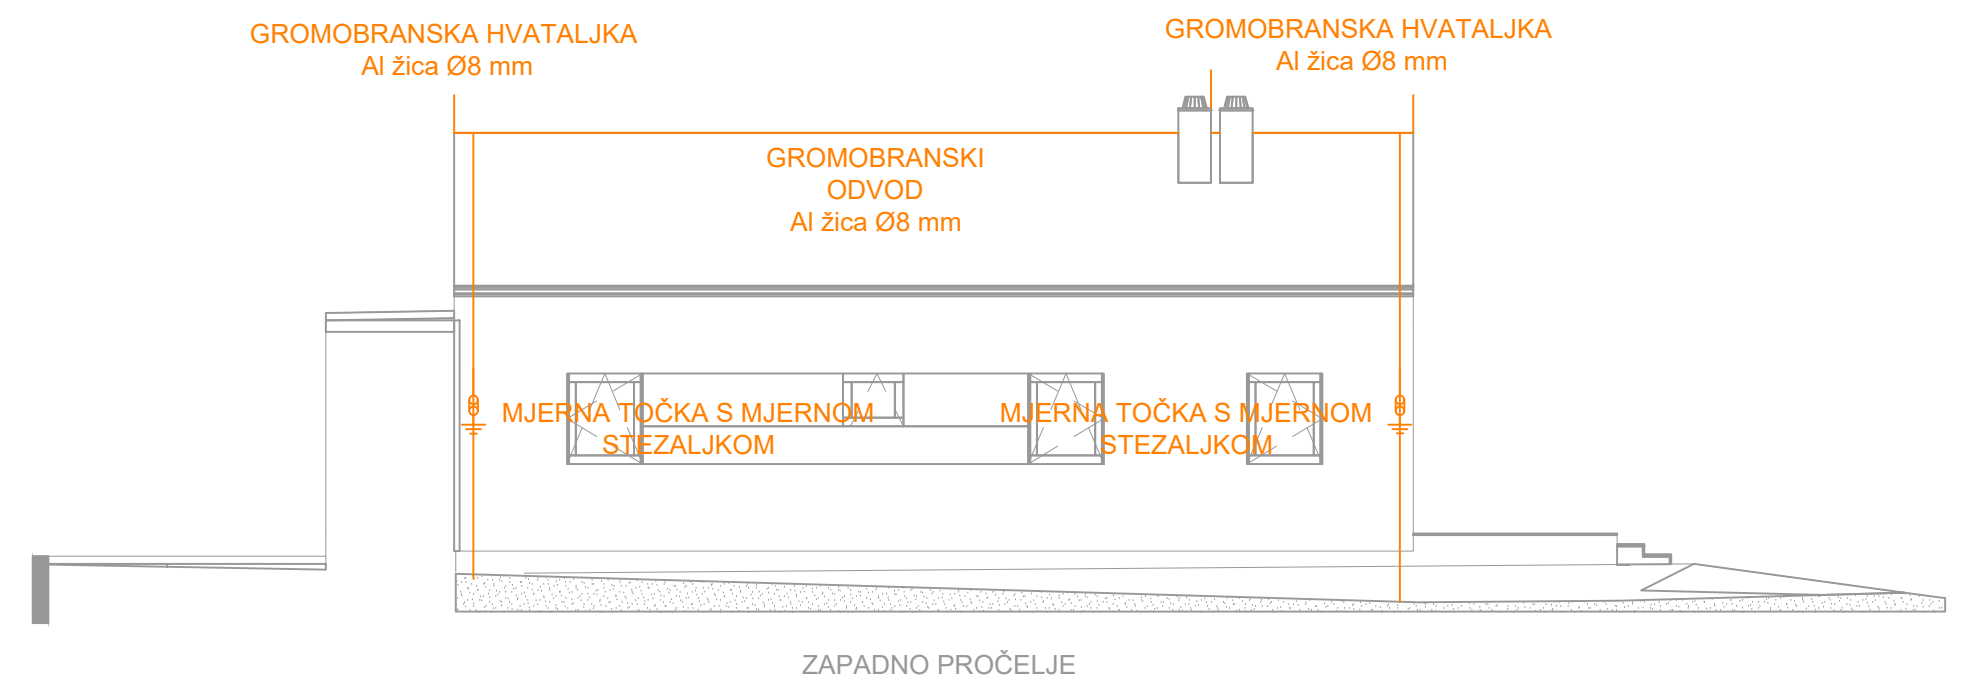 GROMOBRANSKA HVATALJKA
Al žica Ø8 mm
GROMOBRANSKA HVATALJKA
Al žica Ø8 mm
GROMOBRANSKI
ODVOD
Al žica Ø8 mm
MJERNA TOČKA S MJERNOM
STEZALJKOM
MJERNA TOČKA S MJERNOM
STEZALJKOM
ZAPADNO PROČELJE